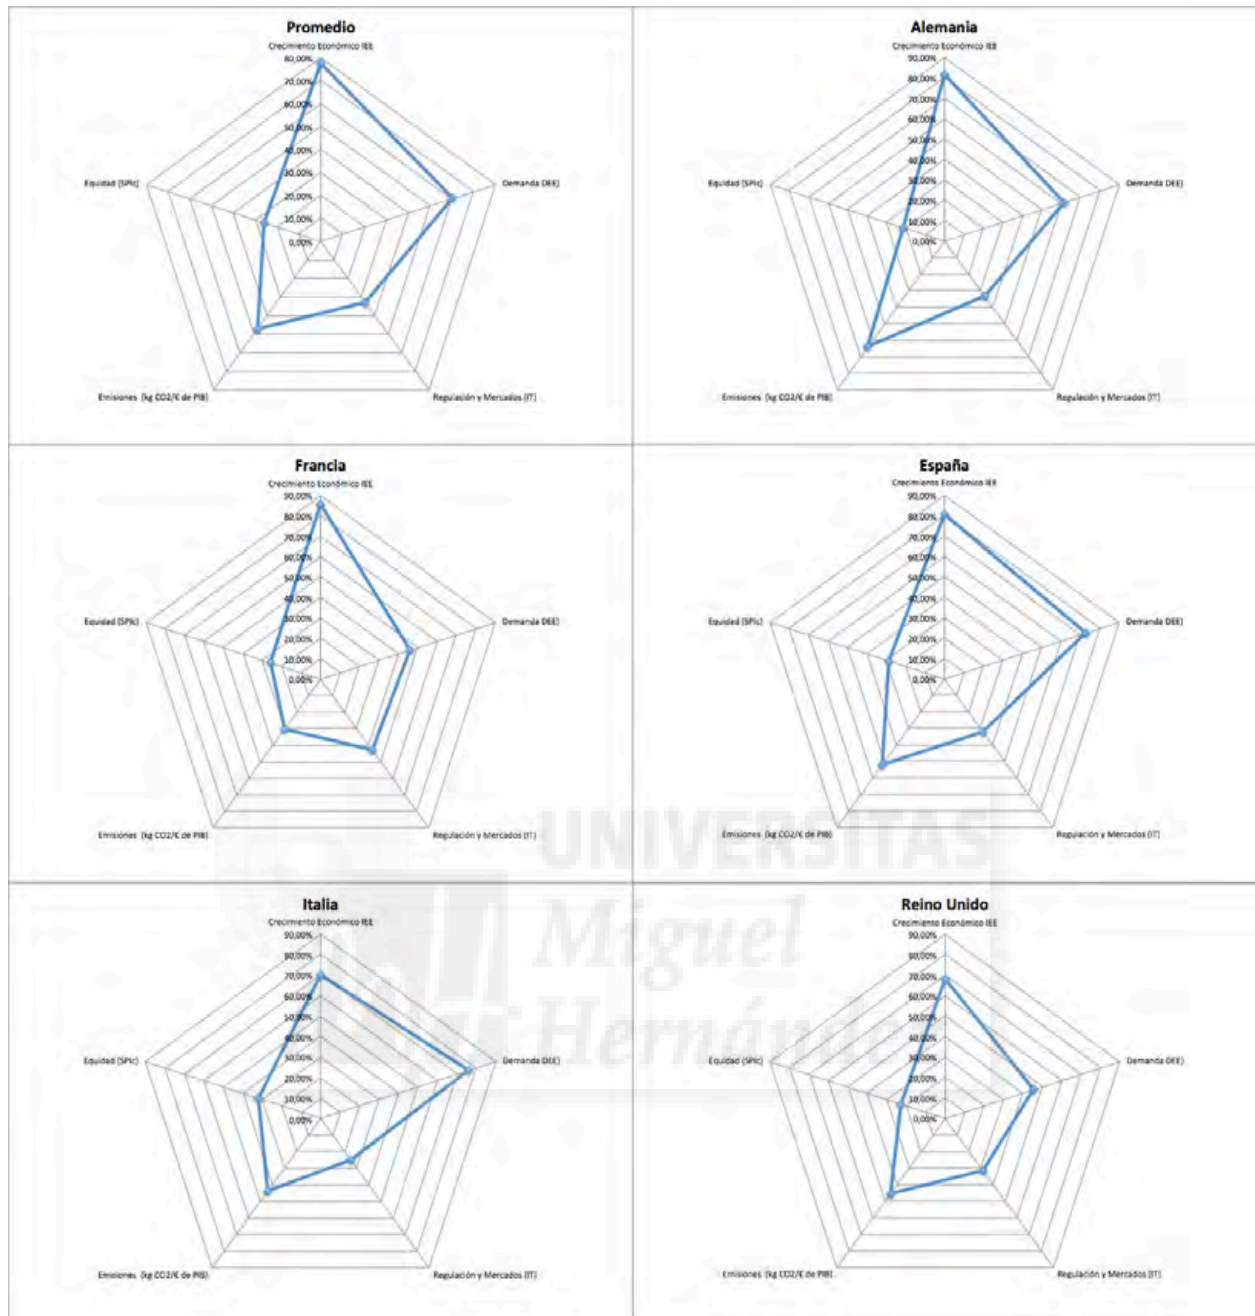 Promedio
Crecimiento Económico IEE
80,00%
70,00%
60,00%
50,00%
40,00%
30,00%
20,00%
10,00%
0,00%
Equidad (SPIc)
Demanda DEE)
Emisiones (kg CO2/€ de PIB)
Regulación y Mercados (IT)
Alemania
Crecimiento Económico IEE
90,00%
80,00%
70,00%
60,00%
50,00%
40,00%
30,00%
20,00%
10,00%
0,00%
Equidad (SPIc)
Demanda DEE)
Emisiones (kg CO2/€ de PIB)
Regulación y Mercados (IT)
Francia
Crecimiento Económico IEE
90,00%
80,00%
70,00%
60,00%
50,00%
40,00%
30,00%
20,00%
10,00%
0,00%
Equidad (SPIc)
Demanda DEE)
Emisiones (kg CO2/€ de PIB)
Regulación y Mercados (IT)
España
Crecimiento Económico IEE
90,00%
80,00%
70,00%
60,00%
50,00%
40,00%
30,00%
20,00%
10,00%
0,00%
Equidad (SPIc)
Demanda DEE)
Emisiones (kg CO2/€ de PIB)
Regulación y Mercados (IT)
Italia
Crecimiento Económico IEE
90,00%
80,00%
70,00%
60,00%
50,00%
40,00%
30,00%
20,00%
10,00%
0,00%
Equidad (SPIc)
Demanda DEE)
Emisiones (kg CO2/€ de PIB)
Regulación y Mercados (IT)
Reino Unido
Crecimiento Económico IEE
90,00%
80,00%
70,00%
60,00%
50,00%
40,00%
30,00%
20,00%
10,00%
0,00%
Equidad (SPIc)
Demanda DEE)
Emisiones (kg CO2/€ de PIB)
Regulación y Mercados (IT)
UNIVERSITAS
Miguel
Hernández